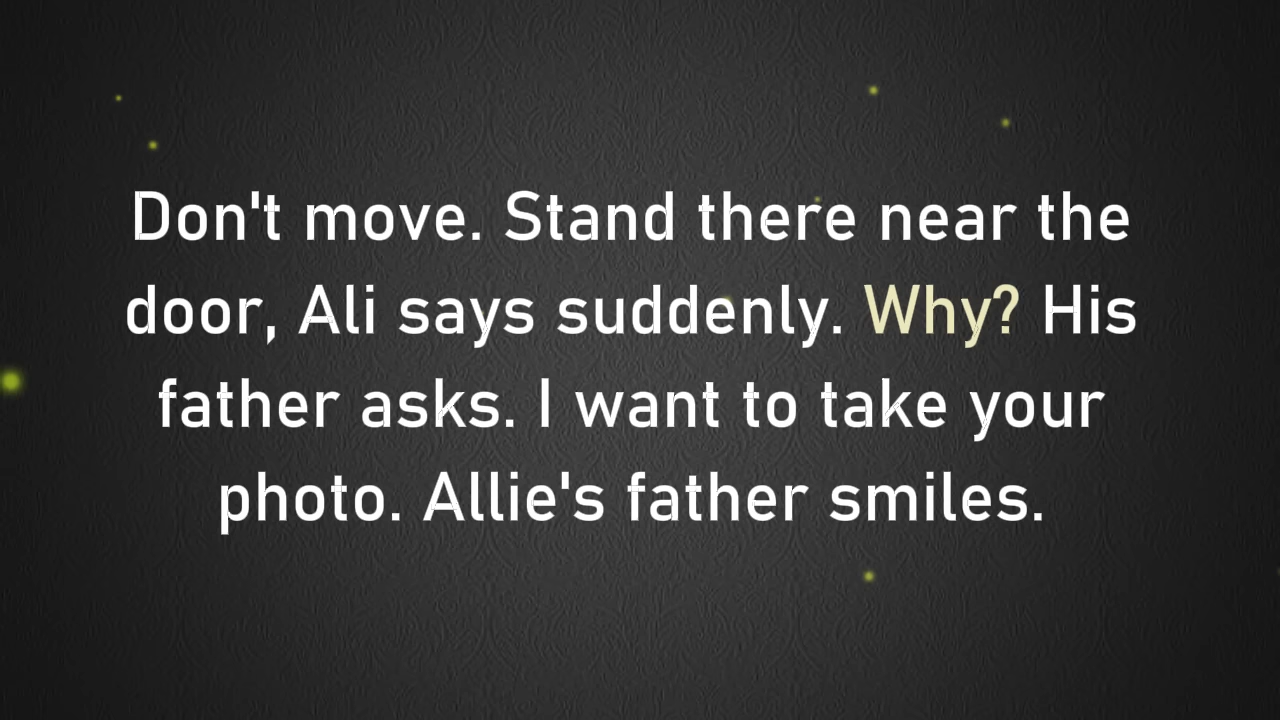 Don't move. Stand there near the
door, Ali says suddenly. Why? His
father asks. I want to take your
photo. Allie's father smiles.